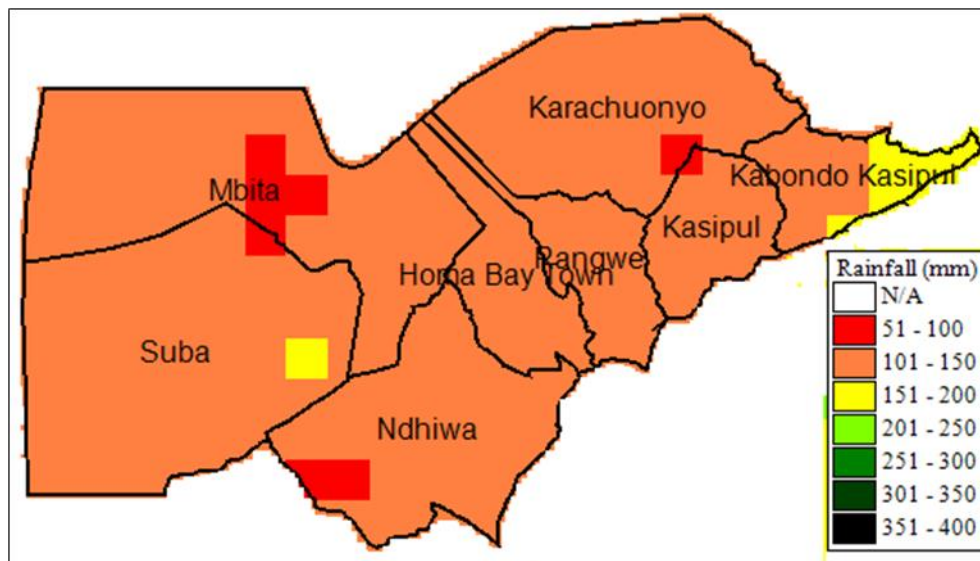 Karachuonyo
Mbita
Kabondo Kasipul
Kasipul
Rangwe
Homa Bay Town
Suba
Ndhiwa
Rainfall (mm)
N/A
51 - 100
101 - 150
151 - 200
201 - 250
251 - 300
301 - 350
351 - 400